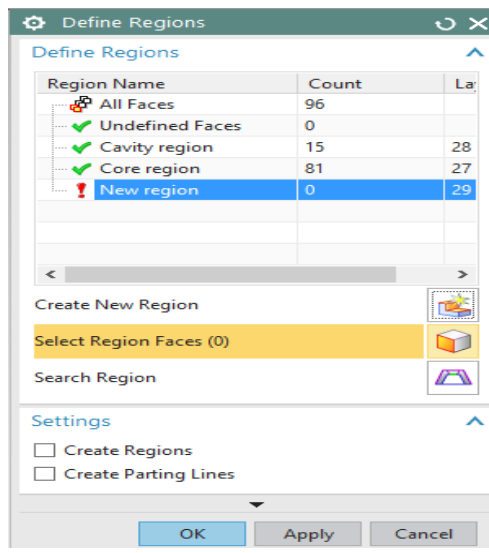 Define Regions
Define Regions
Region Name Count La
All Faces 96
Undefined Faces 0
Cavity region 15 28
Core region 81 27
New region 0 29
Create New Region
Select Region Faces (0)
Search Region
Settings
Create Regions
Create Parting Lines
OK Apply Cancel